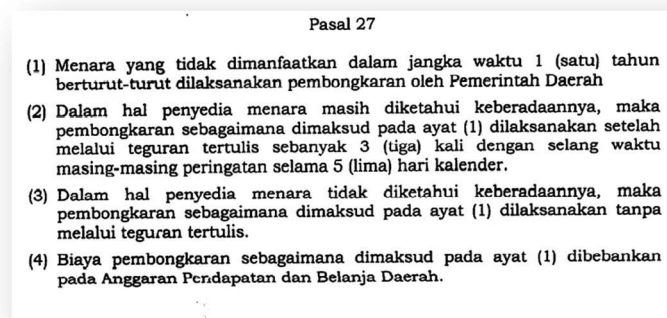 Pasal 27
(1) Menara yang tidak dimanfaatkan dalam jangka waktu 1 (satu) tahun
berturut-turut dilaksanakan pembongkaran oleh Pemerintah Daerah
(2) Dalam hal penyedia menara masih diketahui keberadaannya, maka
pembongkaran sebagaimana dimaksud pada ayat (1) dilaksanakan setelah
melalui teguran tertulis sebanyak 3 (tiga) kali dengan selang waktu
masing-masing peringatan selama 5 (lima) hari kalender.
(3) Dalam hal penyedia menara tidak diketahui keberadaannya, maka
pembongkaran sebagaimana dimaksud pada ayat (1) dilaksanakan tanpa
melalui teguran tertulis.
(4) Biaya pembongkaran sebagaimana dimaksud pada ayat (1) dibebankan
pada Anggaran Pendapatan dan Belanja Daerah.